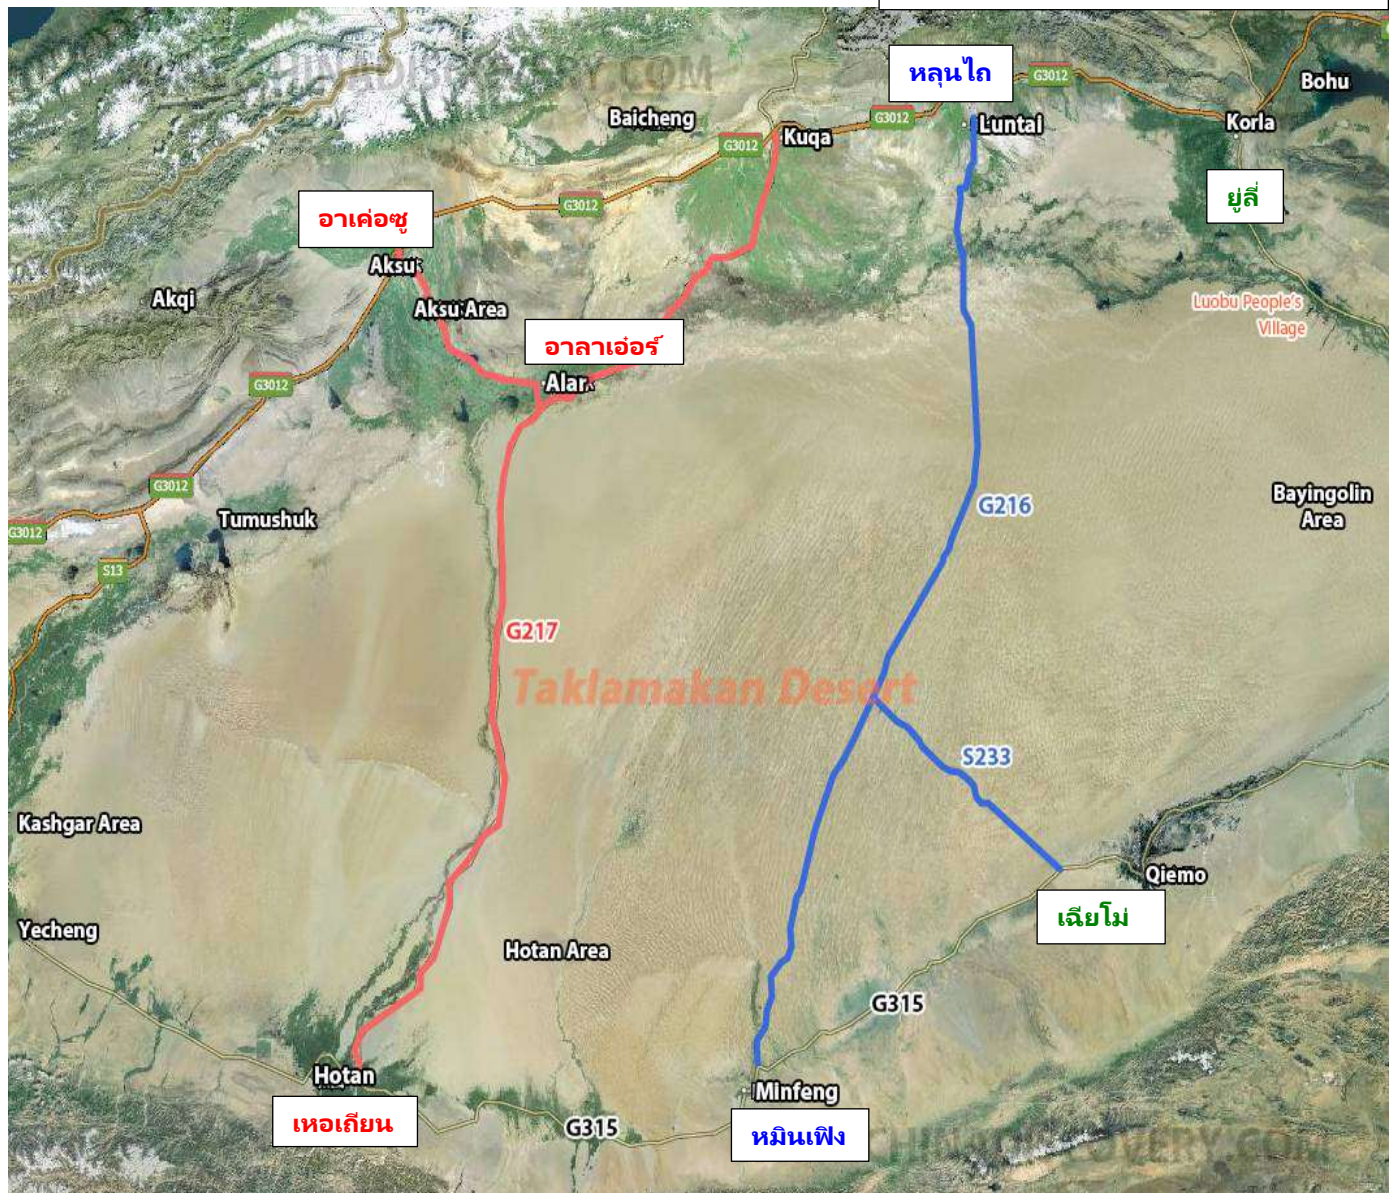 HINADISCOVERY.COM
หลุนไถ
G3012
Bohu
Baicheng
G3012
Luntai
Korla
Kuqa
G3012
ยู่ลี่
G3012
อาเค่อซู
Aksu
Akqi
Aksu Area
Luobu People's
Village
อาลาเอ๋อร์
Alar
G3012
G3012
Bayingolin
Area
G216
Tumushuk
G3012
S13
G217
Taklamakan Desert
S233
Kashgar Area
Qiemo
เฉียโม่
Yecheng
Hotan Area
G315
Hotan
Minfeng
เหอเถียน
G315
หมินเฟิง
HINADISCOVERY.COM